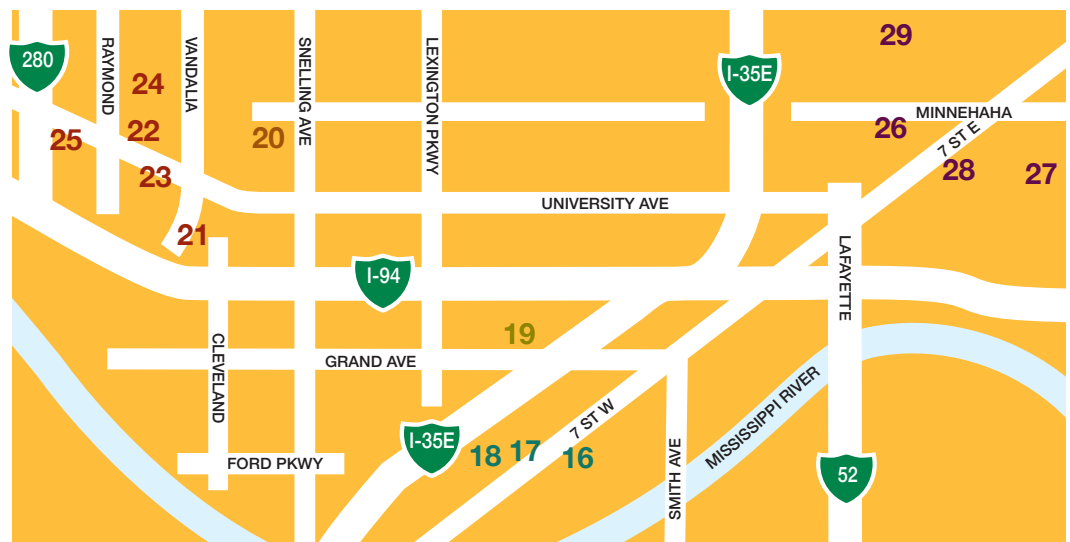 280
RAYMOND
VANDALIA
SNELLING AVE
LEXINGTON PKWY
I-35E
29
24
MINNEHAHA
25
22
20
26
7 ST E
23
28
27
UNIVERSITY AVE
21
LAFAYETTE
I-94
19
CLEVELAND
GRAND AVE
MISSISSIPPI RIVER
7 ST W
I-35E
18
17
16
FORD PKWY
SMITH AVE
52